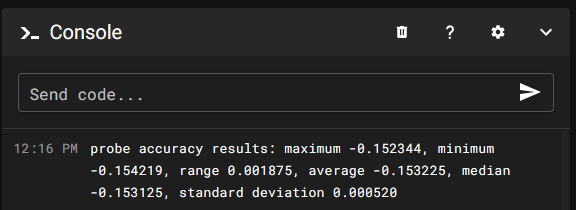 Console
Send code...
12:16 PM probe accuracy results: maximum -0.152344, minimum
-0.154219, range 0.001875, average -0.153225, median
-0.153125, standard deviation 0.000520